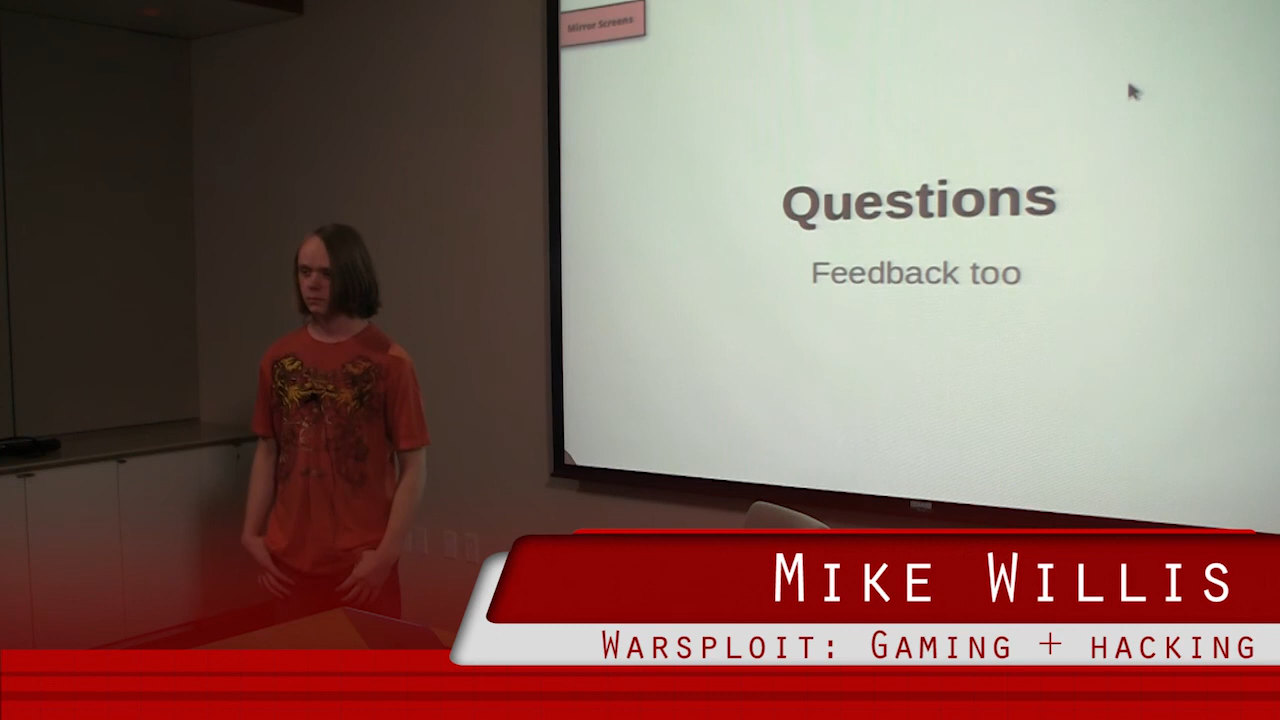 Mirror Screens
Questions
Feedback too
Mike Willis
Warsploit: Gaming + hacking